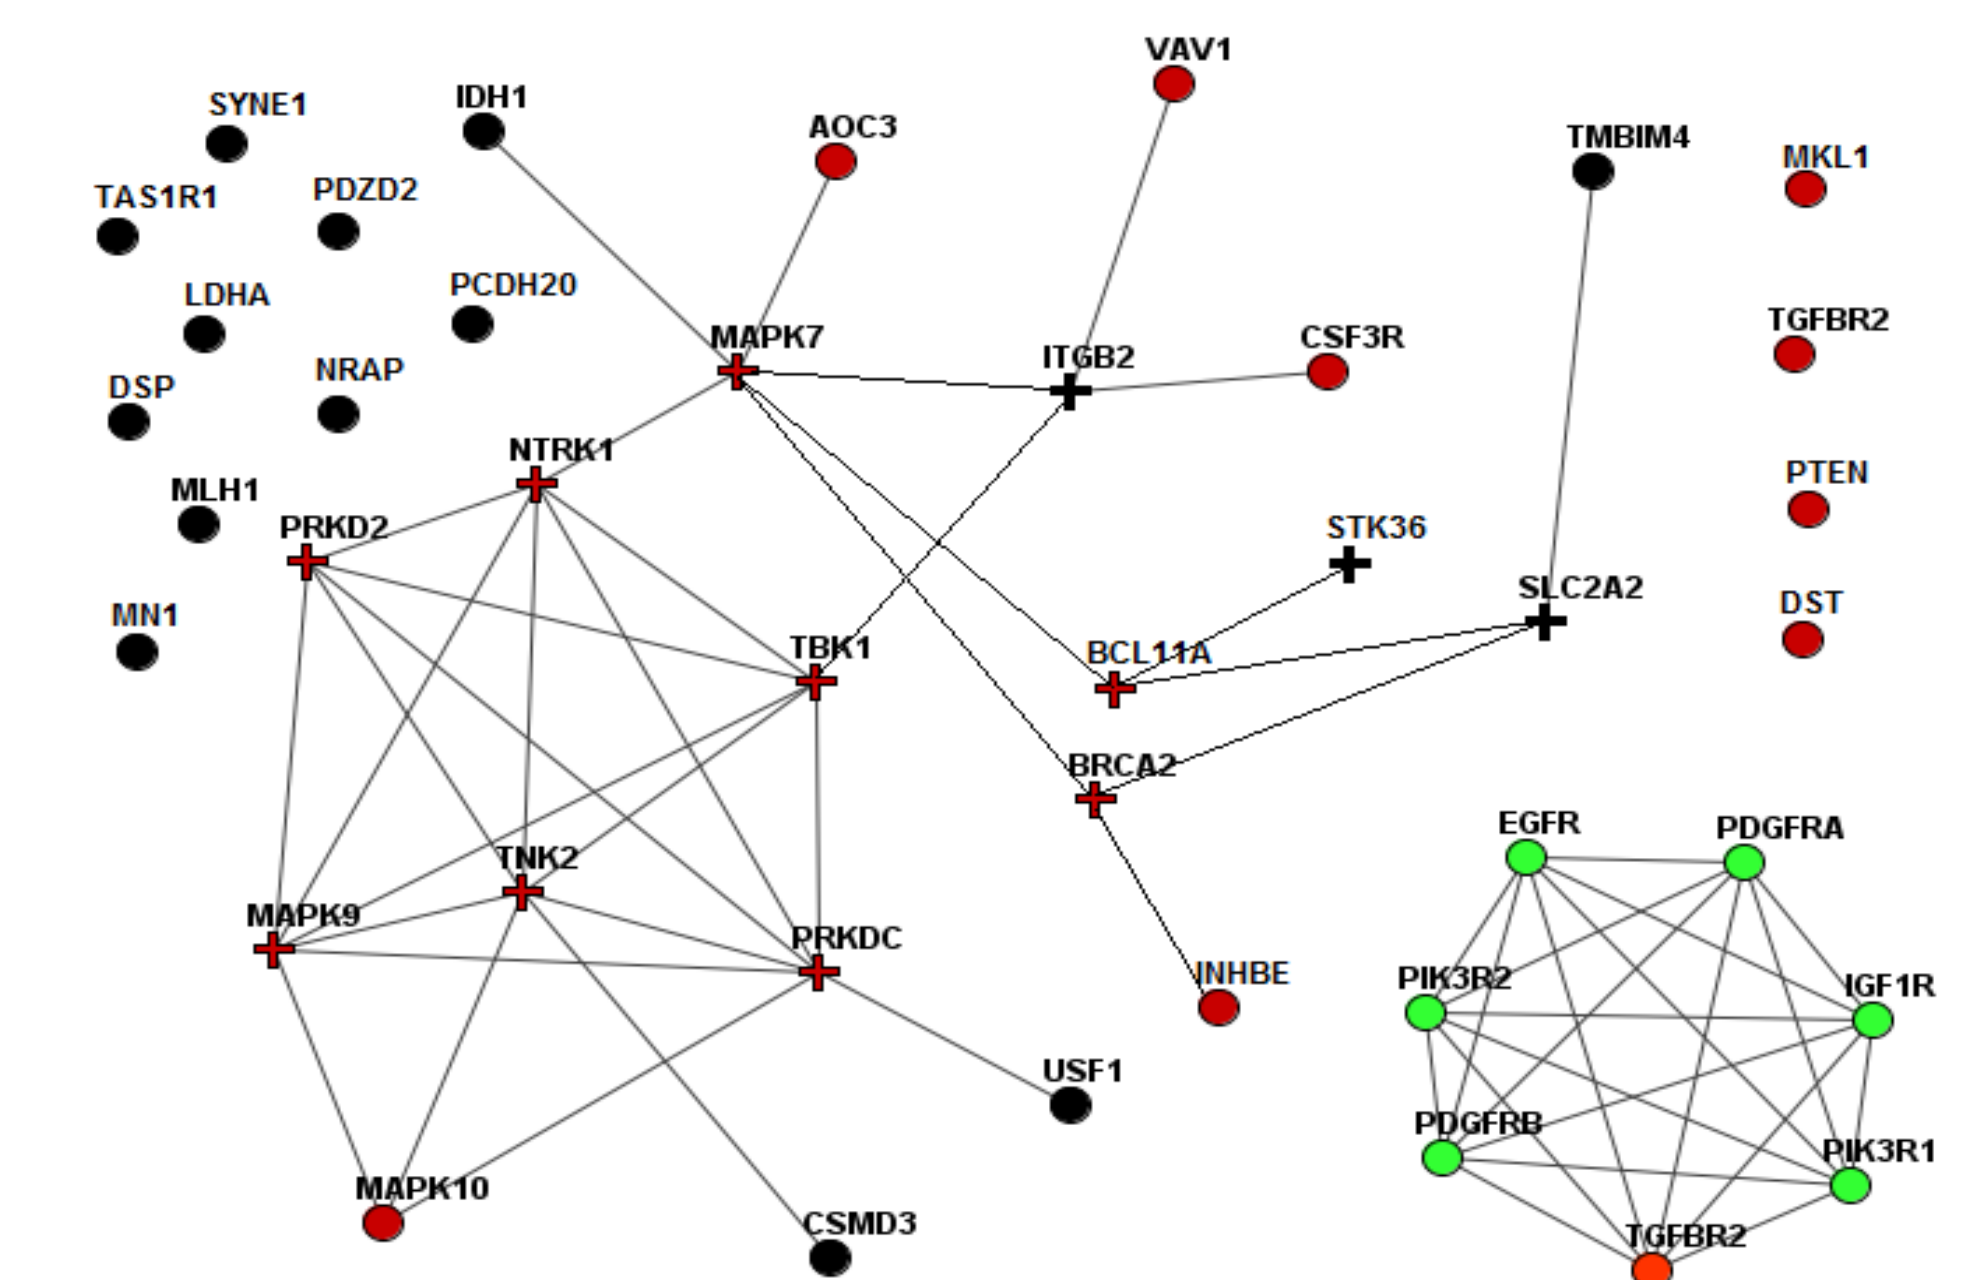 VAV1
SYNE1
IDH1
AOC3
TMBIM4
MKL1
TAS1R1
PDZD2
LDHA
PCDH20
MAPK7
ITGB2
CSF3R
TGFBR2
DSP
NRAP
NTRK1
MLH1
PRKD2
STK36
PTEN
MN1
TBK1
BCL11A
SLC2A2
DST
BRCA2
EGFR
PDGFRA
TNK2
MAPK9
PRKDC
INHBE
PIK3R2
IGF1R
USF1
PDGFRB
PIK3R1
MAPK10
CSMD3
TGFBR2